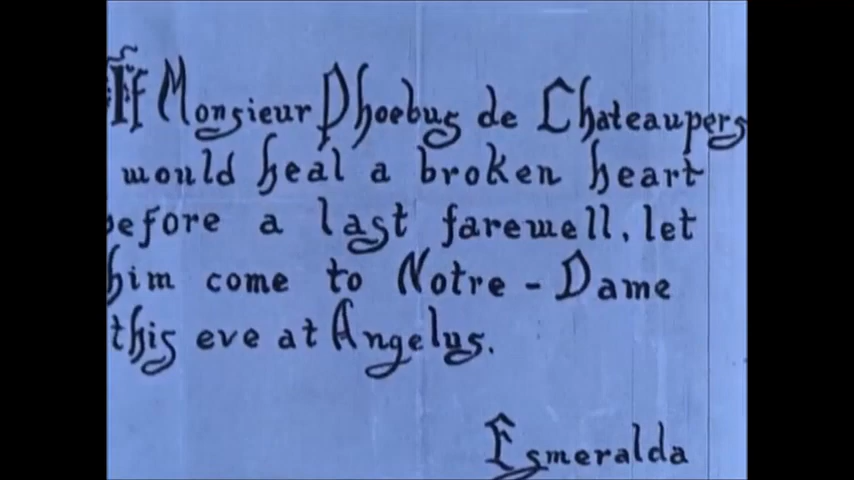 If Monsieur Phoebus de Chateaupers
would heal a broken heart
before a last farewell, let
him come to Notre-Dame
this eve at Angelus.
Esmeralda